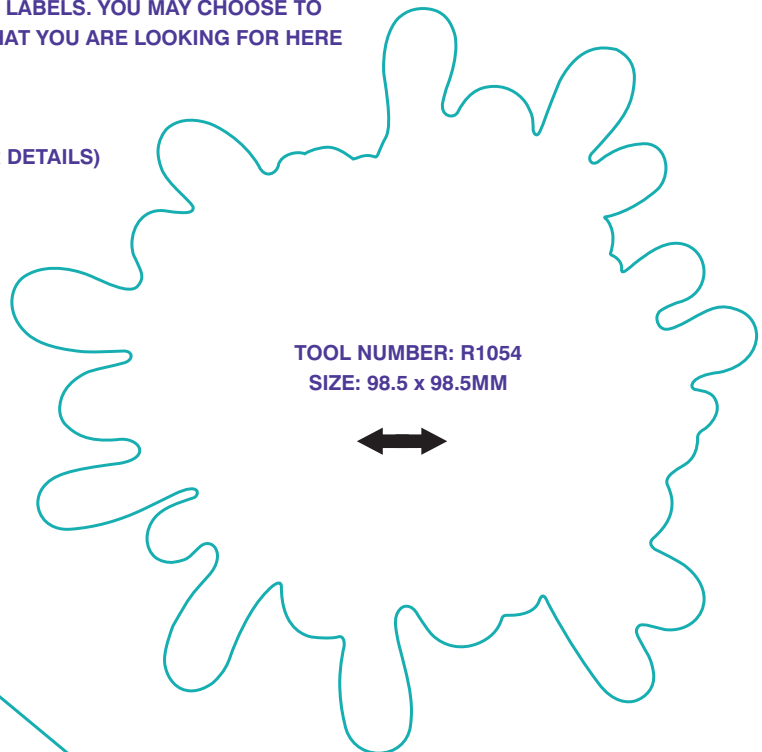 LABELS. YOU MAY CHOOSE TO
HAT YOU ARE LOOKING FOR HERE
DETAILS)
TOOL NUMBER: R1054
SIZE: 98.5 x 98.5MM